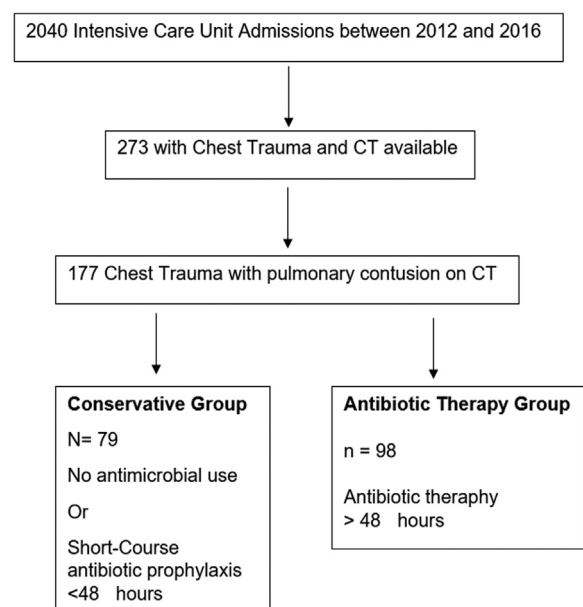 2040 Intensive Care Unit Admissions between 2012 and 2016
273 with Chest Trauma and CT available
177 Chest Trauma with pulmonary contusion on CT
Conservative Group
N= 79
No antimicrobial use
Or
Short-Course
antibiotic prophylaxis
<48 hours
Antibiotic Therapy Group
n = 98
Antibiotic theraphy
> 48 hours